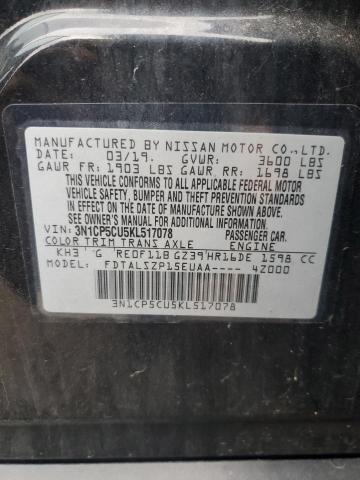 MANUFACTURED BY NISSAN MOTOR CO.,LTD.
DATE: 03/19. GVWR: 3600 LBS
GAWR FR: 1903 LBS GAWR RR: 1698 LBS
THIS VEHICLE CONFORMS TO ALL APPLICABLE FEDERAL MOTOR
VEHICLE SAFETY, BUMPER AND THEFT PREVENTION STANDARDS
IN EFFECT ON THE DATE OF MANUFACTURE SHOWN ABOVE.
SEE OWNER'S MANUAL FOR ADDITIONAL INFORMATION.
VIN: 3N1CP5CU5KL517078 PASSENGER CAR.
COLOR TRIM TRANS AXLE ENGINE
KH3 G RE0F11B GZ39 HR16DE 1598 CC
MODEL: FDTALSZP15EUAA---- 4Z000
3N1CP5CU5KL517078